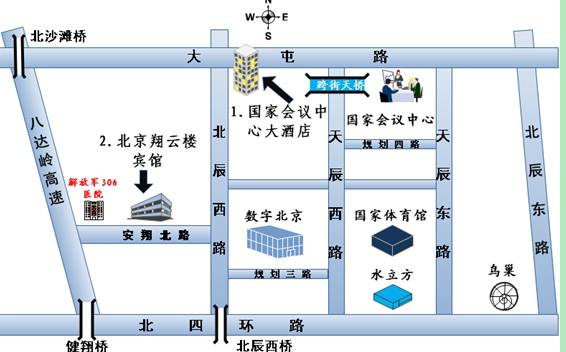 N
W E
S
北沙滩桥
大屯路
跨街天桥
1.国家会议中
心大酒店
国家会议中心
规划四路
八达岭高速
2.北京翔云楼
宾馆
解放军306
医院
安翔北路
北辰西路
天辰西路
天辰东路
北辰东路
数字北京
国家体育馆
规划三路
水立方
鸟巢
北四环路
健翔桥
北辰西桥